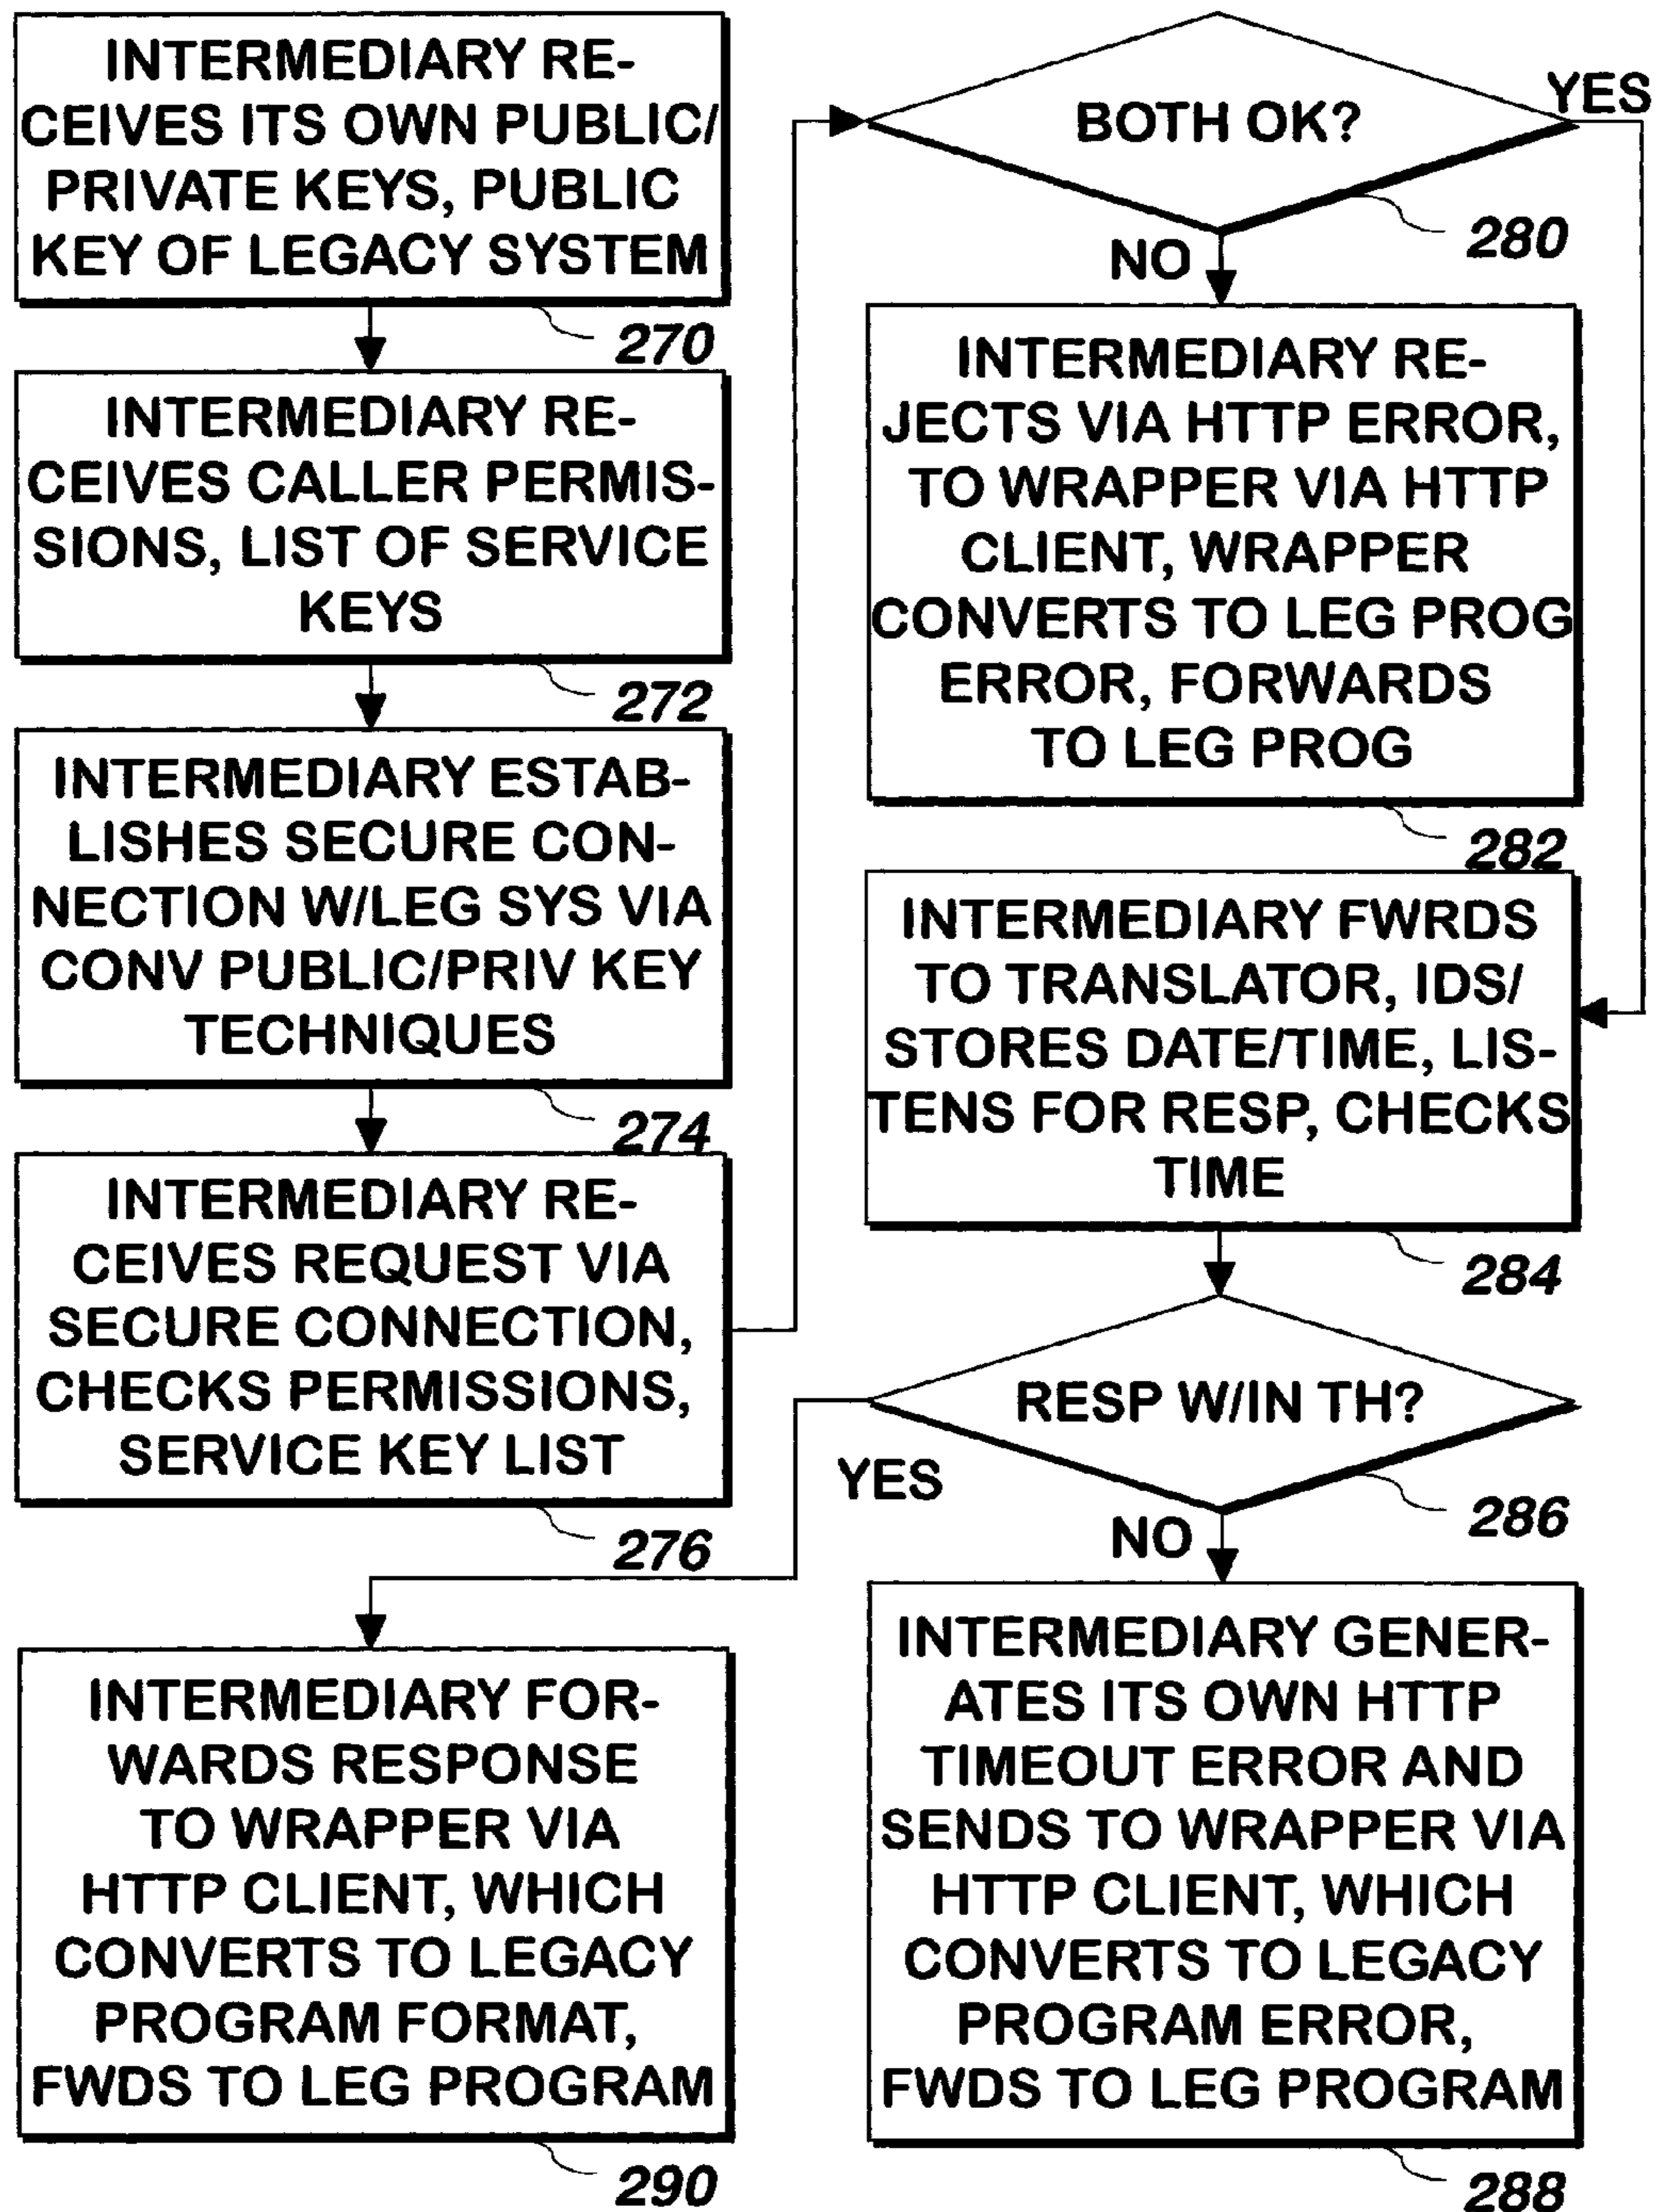 INTERMEDIARY RE-
CEIVES ITS OWN PUBLIC/
PRIVATE KEYS, PUBLIC
KEY OF LEGACY SYSTEM
270
INTERMEDIARY RE-
CEIVES CALLER PERMIS-
SIONS, LIST OF SERVICE
KEYS
272
INTERMEDIARY ESTAB-
LISHES SECURE CON-
NECTION W/LEG SYS VIA
CONV PUBLIC/PRIV KEY
TECHNIQUES
274
INTERMEDIARY RE-
CEIVES REQUEST VIA
SECURE CONNECTION,
CHECKS PERMISSIONS,
SERVICE KEY LIST
276
BOTH OK?
YES
280
NO
INTERMEDIARY RE-
JECTS VIA HTTP ERROR,
TO WRAPPER VIA HTTP
CLIENT, WRAPPER
CONVERTS TO LEG PROG
ERROR, FORWARDS
TO LEG PROG
282
INTERMEDIARY FWRDS
TO TRANSLATOR, IDS/
STORES DATE/TIME, LIS-
TENS FOR RESP, CHECKS
TIME
284
RESP W/IN TH?
YES
286
NO
INTERMEDIARY GENER-
ATES ITS OWN HTTP
TIMEOUT ERROR AND
SENDS TO WRAPPER VIA
HTTP CLIENT, WHICH
CONVERTS TO LEGACY
PROGRAM ERROR,
FWDS TO LEG PROGRAM
288
INTERMEDIARY FOR-
WARDS RESPONSE
TO WRAPPER VIA
HTTP CLIENT, WHICH
CONVERTS TO LEGACY
PROGRAM FORMAT,
FWDS TO LEG PROGRAM
290